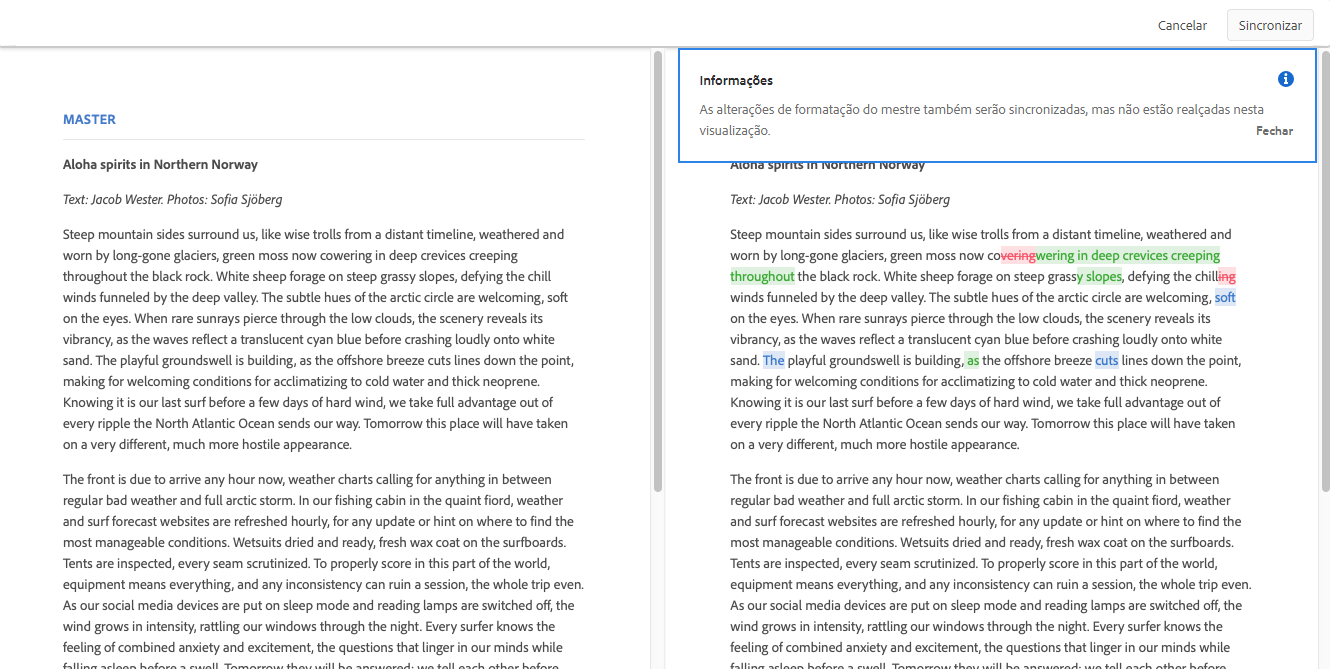 Cancelar
Sincronizar
MASTER
Aloha spirits in Northern Norway
Text: Jacob Wester. Photos: Sofia Sjöberg
Steep mountain sides surround us, like wise trolls from a distant timeline, weathered and
worn by long-gone glaciers, green moss now cowering in deep crevices creeping
throughout the black rock. White sheep forage on steep grassy slopes, defying the chill
winds funneled by the deep valley. The subtle hues of the arctic circle are welcoming, soft
on the eyes. When rare sunrays pierce through the low clouds, the scenery reveals its
vibrancy, as the waves reflect a translucent cyan blue before crashing loudly onto white
sand. The playful groundswell is building, as the offshore breeze cuts lines down the point,
making for welcoming conditions for acclimatizing to cold water and thick neoprene.
Knowing it is our last surf before a few days of hard wind, we take full advantage out of
every ripple the North Atlantic Ocean sends our way. Tomorrow this place will have taken
on a very different, much more hostile appearance.
The front is due to arrive any hour now, weather charts calling for anything in between
regular bad weather and full arctic storm. In our fishing cabin in the quaint fiord, weather
and surf forecast websites are refreshed hourly, for any update or hint on where to find the
most manageable conditions. Wetsuits dried and ready, fresh wax coat on the surfboards.
Tents are inspected, every seam scrutinized. To properly score in this part of the world,
equipment means everything, and any inconsistency can ruin a session, the whole trip even.
As our social media devices are put on sleep mode and reading lamps are switched off, the
wind grows in intensity, rattling our windows through the night. Every surfer knows the
feeling of combined anxiety and excitement, the questions that linger in our minds while
falling asleep before a swell. Tomorrow they will be answered; we tell each other before
Informações
As alterações de formatação do mestre também serão sincronizadas, mas não estão realçadas nesta
visualização.
Fechar
Aloha spirits in Northern Norway
Text: Jacob Wester. Photos: Sofia Sjöberg
Steep mountain sides surround us, like wise trolls from a distant timeline, weathered and
worn by long-gone glaciers, green moss now coveringwering in deep crevices creeping
throughout the black rock. White sheep forage on steep grassy slopes, defying the chilling
winds funneled by the deep valley. The subtle hues of the arctic circle are welcoming, soft
on the eyes. When rare sunrays pierce through the low clouds, the scenery reveals its
vibrancy, as the waves reflect a translucent cyan blue before crashing loudly onto white
sand. The playful groundswell is building, as the offshore breeze cuts lines down the point,
making for welcoming conditions for acclimatizing to cold water and thick neoprene.
Knowing it is our last surf before a few days of hard wind, we take full advantage out of
every ripple the North Atlantic Ocean sends our way. Tomorrow this place will have taken
on a very different, much more hostile appearance.
The front is due to arrive any hour now, weather charts calling for anything in between
regular bad weather and full arctic storm. In our fishing cabin in the quaint fiord, weather
and surf forecast websites are refreshed hourly, for any update or hint on where to find the
most manageable conditions. Wetsuits dried and ready, fresh wax coat on the surfboards.
Tents are inspected, every seam scrutinized. To properly score in this part of the world,
equipment means everything, and any inconsistency can ruin a session, the whole trip even.
As our social media devices are put on sleep mode and reading lamps are switched off, the
wind grows in intensity, rattling our windows through the night. Every surfer knows the
feeling of combined anxiety and excitement, the questions that linger in our minds while
falling asleep before a swell. Tomorrow they will be answered; we tell each other before